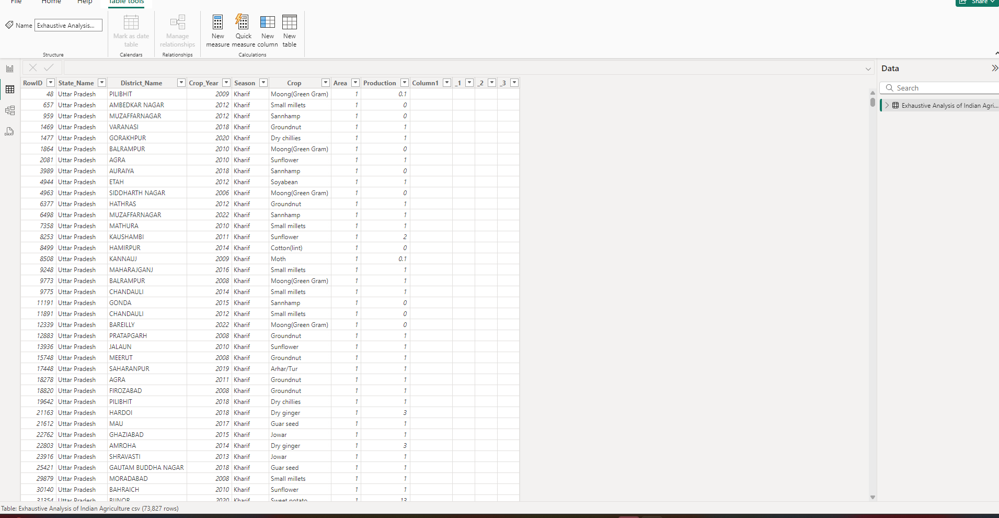 File Home Help Table tools Share
Name Exhaustive Analysis...
Mark as date table
Manage relationships
New measure
Quick measure
New column
New table
Structure Calendars Relationships Calculations
Data
Search
Exhaustive Analysis of Indian Agri...
RowID State_Name District_Name Crop_Year Season Crop Area Production Column1 _1 _2 _3
48 Uttar Pradesh PILIBHIT 2009 Kharif Moong(Green Gram) 1 0.1
657 Uttar Pradesh AMBEDKAR NAGAR 2012 Kharif Small millets 1 0
959 Uttar Pradesh MUZAFFARNAGAR 2012 Kharif Sannhamp 1 0
1469 Uttar Pradesh VARANASI 2018 Kharif Groundnut 1 1
1477 Uttar Pradesh GORAKHPUR 2020 Kharif Dry chillies 1 1
1864 Uttar Pradesh BALRAMPUR 2010 Kharif Moong(Green Gram) 1 0
2081 Uttar Pradesh AGRA 2010 Kharif Sunflower 1 1
3989 Uttar Pradesh AURAIYA 2018 Kharif Sannhamp 1 0
4944 Uttar Pradesh ETAH 2012 Kharif Soyabean 1 1
4963 Uttar Pradesh SIDDHARTH NAGAR 2006 Kharif Moong(Green Gram) 1 0
6377 Uttar Pradesh HATHRAS 2012 Kharif Groundnut 1 1
6498 Uttar Pradesh MUZAFFARNAGAR 2022 Kharif Sannhamp 1 1
7358 Uttar Pradesh MATHURA 2010 Kharif Small millets 1 1
8253 Uttar Pradesh KAUSHAMBI 2011 Kharif Sunflower 1 2
8499 Uttar Pradesh HAMIRPUR 2014 Kharif Cotton(lint) 1 0
8508 Uttar Pradesh KANNAUJ 2009 Kharif Moth 1 0.1
9248 Uttar Pradesh MAHARAJGANJ 2016 Kharif Small millets 1 1
9773 Uttar Pradesh BALRAMPUR 2008 Kharif Moong(Green Gram) 1 1
9775 Uttar Pradesh CHANDAULI 2014 Kharif Small millets 1 1
11191 Uttar Pradesh GONDA 2015 Kharif Sannhamp 1 0
11891 Uttar Pradesh CHANDAULI 2012 Kharif Small millets 1 0
12339 Uttar Pradesh BAREILLY 2022 Kharif Moong(Green Gram) 1 0
12883 Uttar Pradesh PRATAPGARH 2008 Kharif Groundnut 1 1
13936 Uttar Pradesh JALAUN 2010 Kharif Sunflower 1 1
15748 Uttar Pradesh MEERUT 2008 Kharif Groundnut 1 1
17448 Uttar Pradesh SAHARANPUR 2019 Kharif Arhar/Tur 1 1
18278 Uttar Pradesh AGRA 2011 Kharif Groundnut 1 1
18820 Uttar Pradesh FIROZABAD 2008 Kharif Groundnut 1 1
19642 Uttar Pradesh PILIBHIT 2018 Kharif Dry chillies 1 1
21163 Uttar Pradesh HARDOI 2018 Kharif Dry ginger 1 3
21612 Uttar Pradesh MAU 2017 Kharif Guar seed 1 1
22762 Uttar Pradesh GHAZIABAD 2015 Kharif Jowar 1 1
22803 Uttar Pradesh AMROHA 2014 Kharif Dry ginger 1 3
23916 Uttar Pradesh SHRAVASTI 2013 Kharif Jowar 1 1
25421 Uttar Pradesh GAUTAM BUDDHA NAGAR 2018 Kharif Guar seed 1 1
29879 Uttar Pradesh MORADABAD 2008 Kharif Small millets 1 1
30140 Uttar Pradesh BAHRAICH 2010 Kharif Sunflower 1 1
31354 Uttar Pradesh BIJNOR 2020 Kharif Sweet potato 1 13
Table: Exhaustive Analysis of Indian Agriculture csv (73,827 rows)